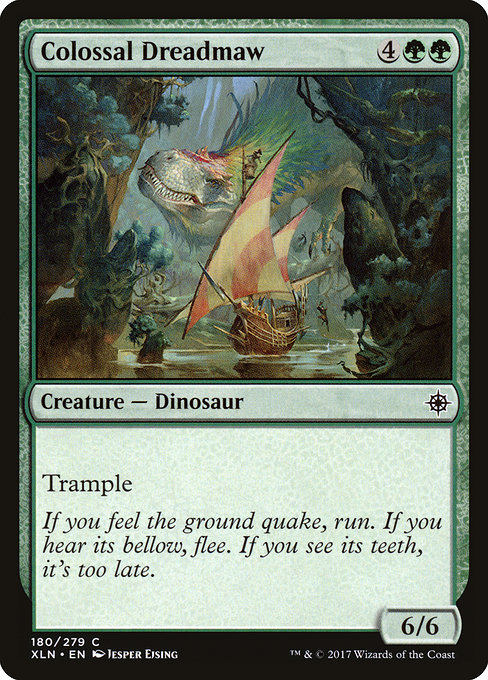 Colossal Dreadmaw 4
Creature — Dinosaur
Trample
If you feel the ground quake, run. If you
hear its bellow, flee. If you see its teeth,
it's too late.
6/6
180/279 C
XLN • EN Jesper Eising
™ & © 2017 Wizards of the Coast